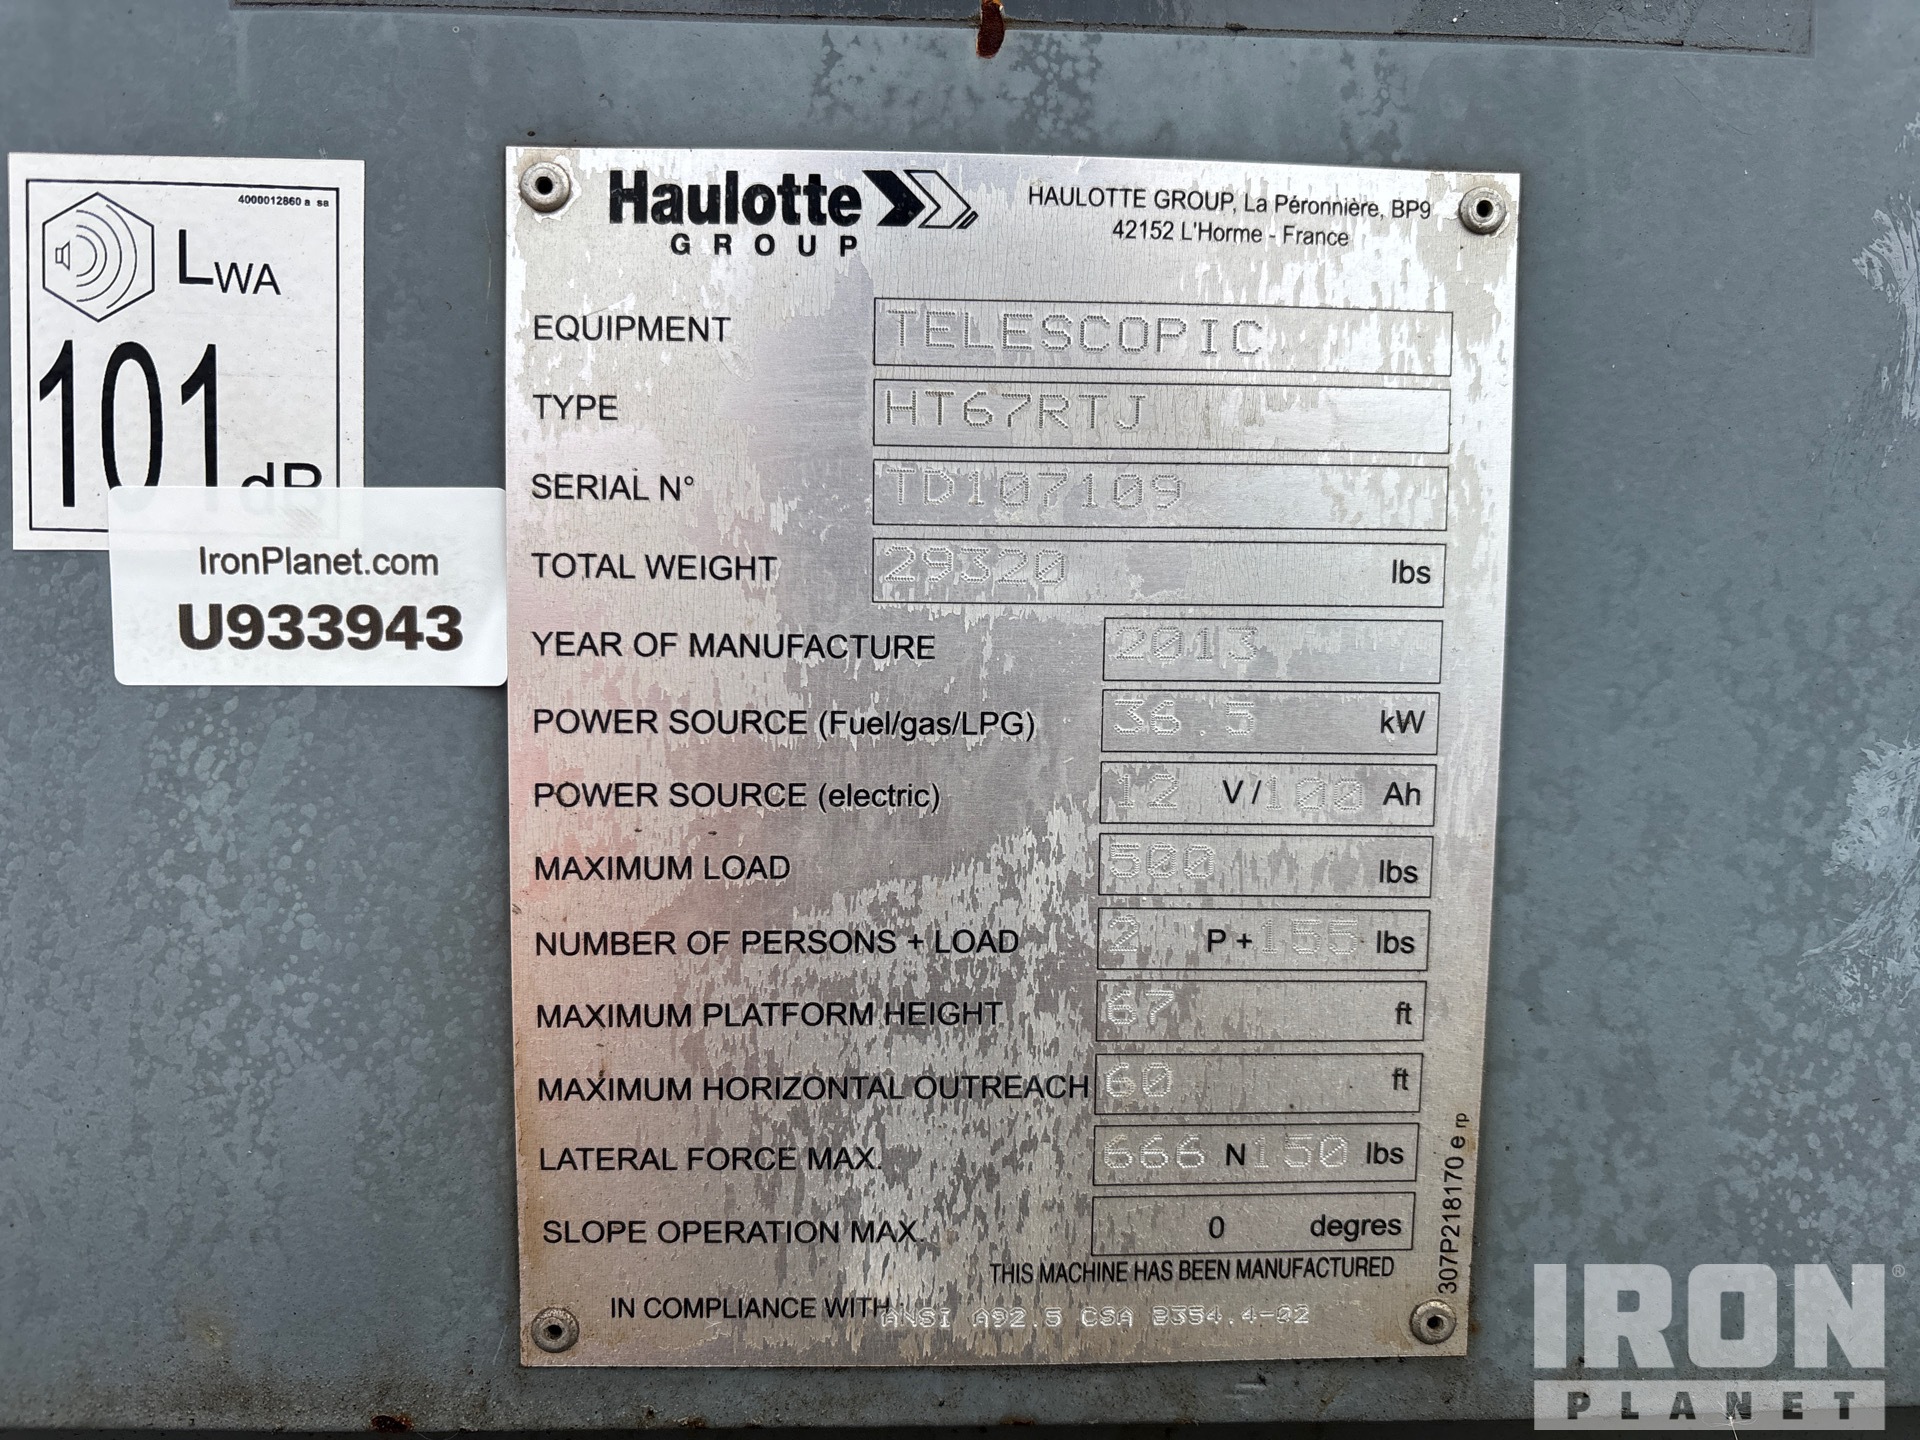 4000012860 a sa
LWA
101 dB
IronPlanet.com
U933943
Haulotte
GROUP
HAULOTTE GROUP, La Péronnière, BP9
42152 L'Horme - France
EQUIPMENT TELESCOPIC
TYPE HT67RTJ
SERIAL N° TD107109
TOTAL WEIGHT 29320 lbs
YEAR OF MANUFACTURE 2013
POWER SOURCE (Fuel/gas/LPG) 36.5 kW
POWER SOURCE (electric) 12 V/100 Ah
MAXIMUM LOAD 500 lbs
NUMBER OF PERSONS + LOAD 2 P + 155 lbs
MAXIMUM PLATFORM HEIGHT 67 ft
MAXIMUM HORIZONTAL OUTREACH 60 ft
LATERAL FORCE MAX. 666 N 150 lbs
SLOPE OPERATION MAX. 0 degres
THIS MACHINE HAS BEEN MANUFACTURED
IN COMPLIANCE WITH ANSI A92.5 CSA B354.4-02
307P218170 e rp
IRON®
PLANET